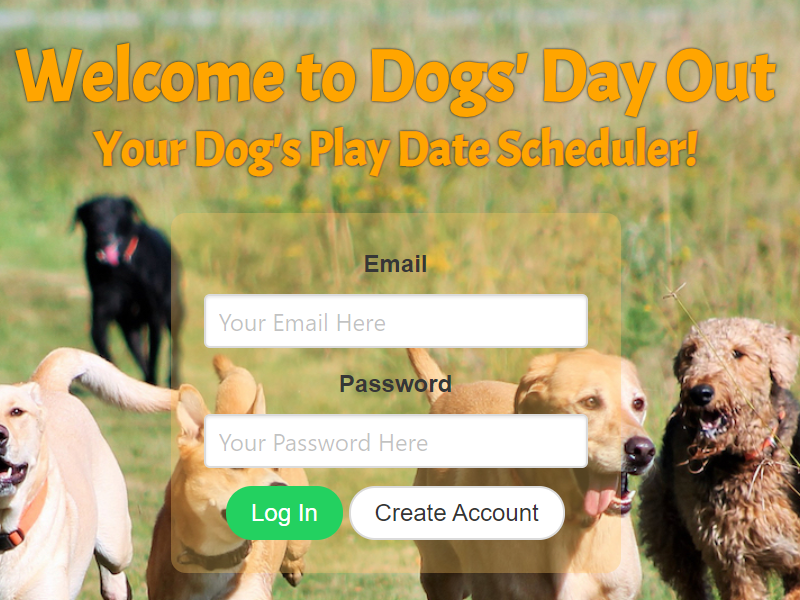 Welcome to Dogs' Day Out
Your Dog's Play Date Scheduler!
Email
Your Email Here
Password
Your Password Here
Log In
Create Account